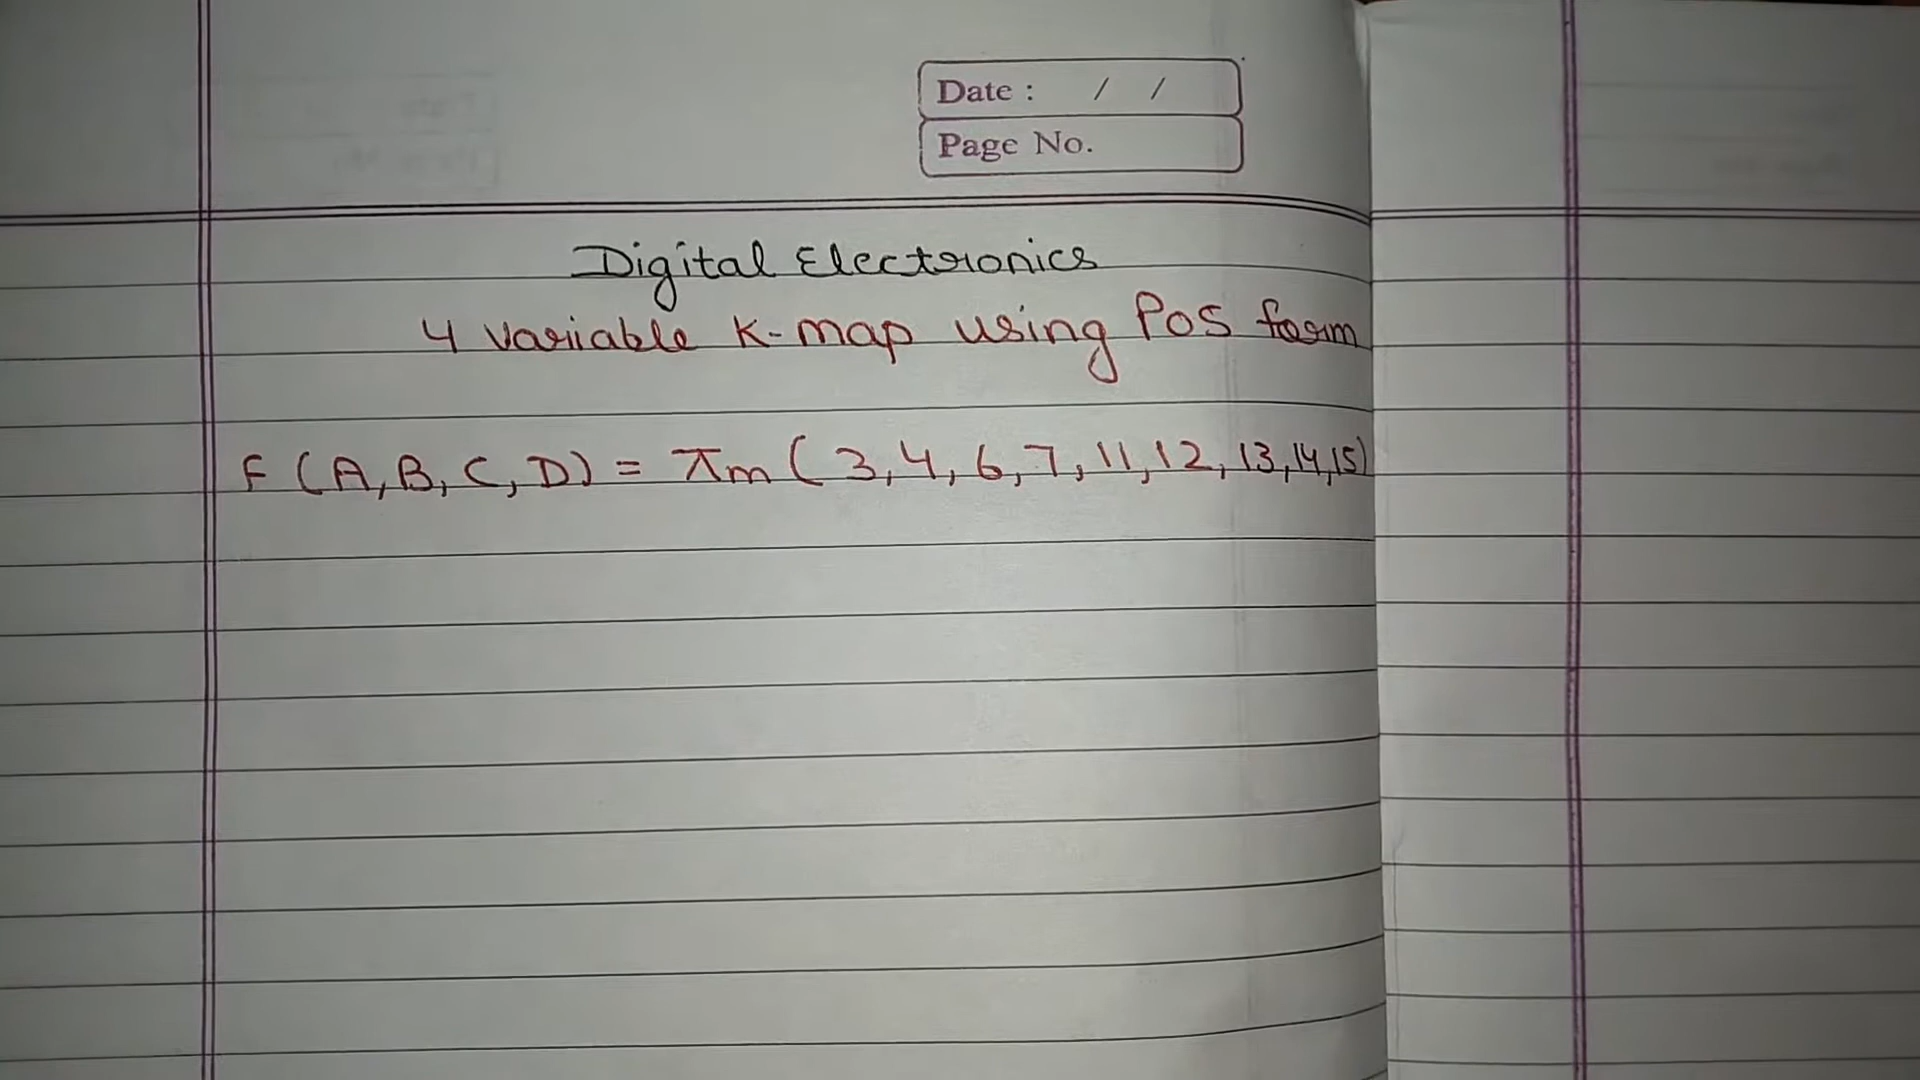 Date : / /
Page No.
Digital Electronics
4 variable K-map using POS form
F (A, B, C, D) = πm ( 3, 4, 6, 7, 11, 12, 13, 14, 15)